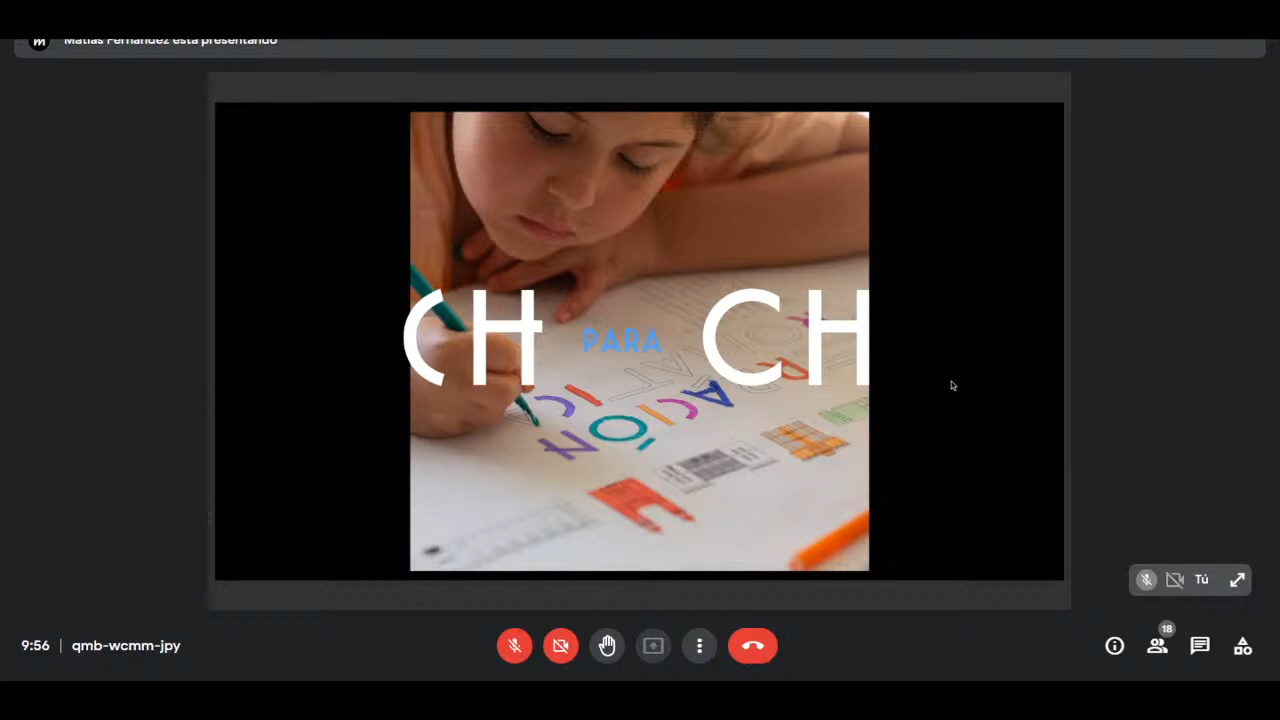 Matías Fernández está presentando
CH PARA CH
Tú
18
9:56 | qmb-wcmm-jpy